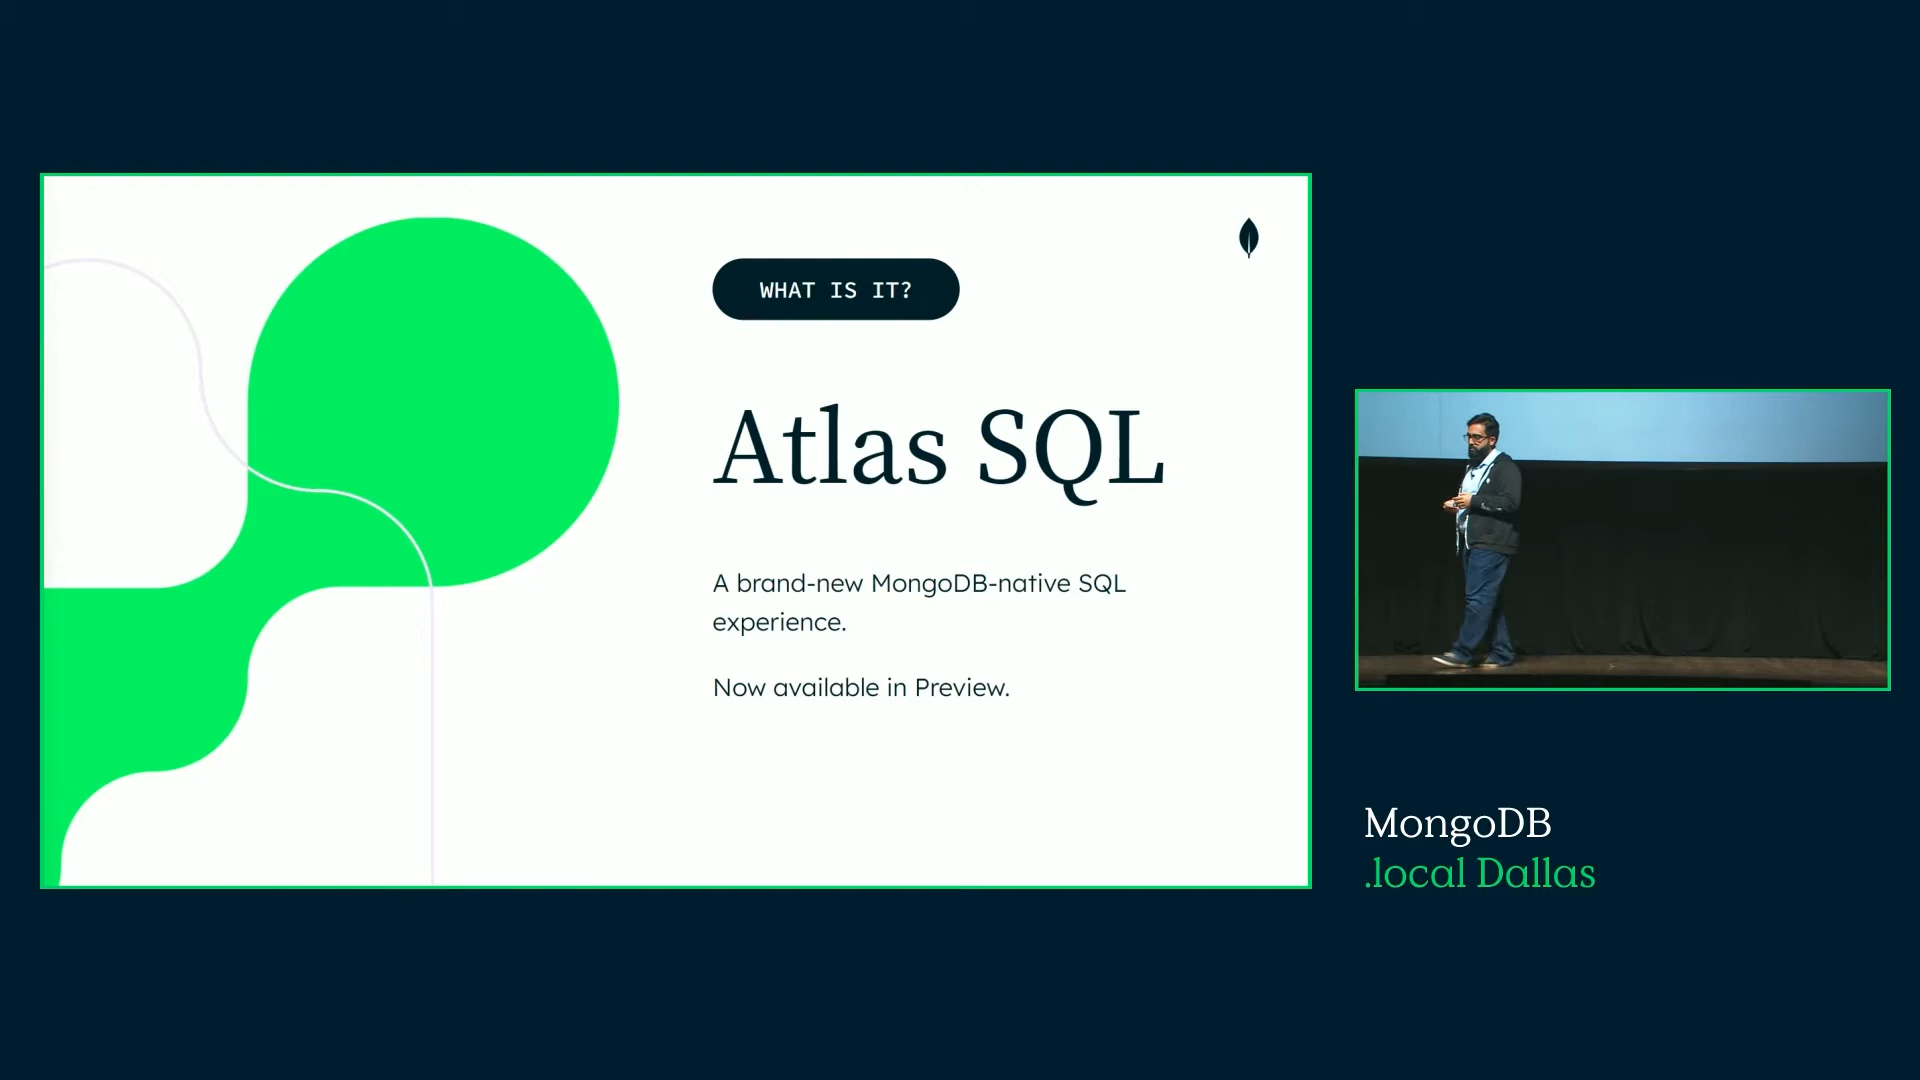 WHAT IS IT?
Atlas SQL
A brand-new MongoDB-native SQL
experience.
Now available in Preview.
MongoDB
.local Dallas